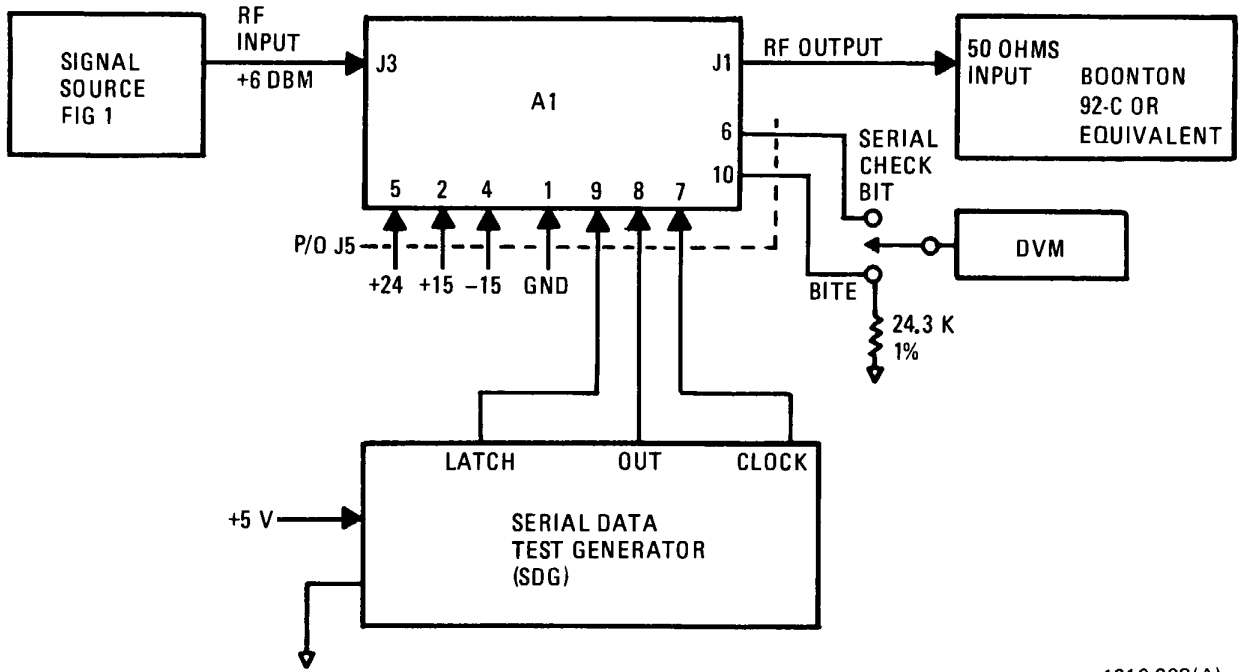 SIGNAL
SOURCE
FIG 1
RF
INPUT
+6 DBM
J3
A1
J1
6
10
5 2 4 1 9 8 7
RF OUTPUT
50 OHMS
INPUT
BOONTON
92-C OR
EQUIVALENT
SERIAL
CHECK
BIT
P/O J5
+24 +15 –15 GND
BITE
DVM
24.3 K
1%
LATCH OUT CLOCK
+5 V
SERIAL DATA
TEST GENERATOR
(SDG)